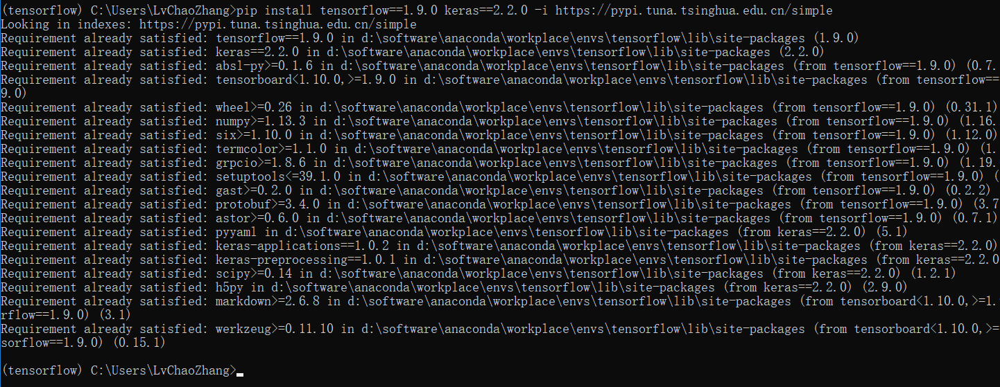 (tensorflow) C:\Users\LvChaoZhang>pip install tensorflow==1.9.0 keras==2.2.0 -i https://pypi.tuna.tsinghua.edu.cn/simple
Looking in indexes: https://pypi.tuna.tsinghua.edu.cn/simple
Requirement already satisfied: tensorflow==1.9.0 in d:\software\anaconda\workplace\envs\tensorflow\lib\site-packages (1.9.0)
Requirement already satisfied: keras==2.2.0 in d:\software\anaconda\workplace\envs\tensorflow\lib\site-packages (2.2.0)
Requirement already satisfied: absl-py>=0.1.6 in d:\software\anaconda\workplace\envs\tensorflow\lib\site-packages (from tensorflow==1.9.0) (0.7.
Requirement already satisfied: tensorboard<1.10.0,>=1.9.0 in d:\software\anaconda\workplace\envs\tensorflow\lib\site-packages (from tensorflow==
9.0)
Requirement already satisfied: wheel>=0.26 in d:\software\anaconda\workplace\envs\tensorflow\lib\site-packages (from tensorflow==1.9.0) (0.31.1)
Requirement already satisfied: numpy>=1.13.3 in d:\software\anaconda\workplace\envs\tensorflow\lib\site-packages (from tensorflow==1.9.0) (1.16.
Requirement already satisfied: six>=1.10.0 in d:\software\anaconda\workplace\envs\tensorflow\lib\site-packages (from tensorflow==1.9.0) (1.12.0)
Requirement already satisfied: termcolor>=1.1.0 in d:\software\anaconda\workplace\envs\tensorflow\lib\site-packages (from tensorflow==1.9.0) (1.
Requirement already satisfied: grpcio>=1.8.6 in d:\software\anaconda\workplace\envs\tensorflow\lib\site-packages (from tensorflow==1.9.0) (1.19.
Requirement already satisfied: setuptools<=39.1.0 in d:\software\anaconda\workplace\envs\tensorflow\lib\site-packages (from tensorflow==1.9.0) (
Requirement already satisfied: gast>=0.2.0 in d:\software\anaconda\workplace\envs\tensorflow\lib\site-packages (from tensorflow==1.9.0) (0.2.2)
Requirement already satisfied: protobuf>=3.4.0 in d:\software\anaconda\workplace\envs\tensorflow\lib\site-packages (from tensorflow==1.9.0) (3.7
Requirement already satisfied: astor>=0.6.0 in d:\software\anaconda\workplace\envs\tensorflow\lib\site-packages (from tensorflow==1.9.0) (0.7.1)
Requirement already satisfied: pyyaml in d:\software\anaconda\workplace\envs\tensorflow\lib\site-packages (from keras==2.2.0) (5.1)
Requirement already satisfied: keras-applications==1.0.2 in d:\software\anaconda\workplace\envs\tensorflow\lib\site-packages (from keras==2.2.0)
Requirement already satisfied: keras-preprocessing==1.0.1 in d:\software\anaconda\workplace\envs\tensorflow\lib\site-packages (from keras==2.2.0
Requirement already satisfied: scipy>=0.14 in d:\software\anaconda\workplace\envs\tensorflow\lib\site-packages (from keras==2.2.0) (1.2.1)
Requirement already satisfied: h5py in d:\software\anaconda\workplace\envs\tensorflow\lib\site-packages (from keras==2.2.0) (2.9.0)
Requirement already satisfied: markdown>=2.6.8 in d:\software\anaconda\workplace\envs\tensorflow\lib\site-packages (from tensorboard<1.10.0,>=1.
rflow==1.9.0) (3.1)
Requirement already satisfied: werkzeug>=0.11.10 in d:\software\anaconda\workplace\envs\tensorflow\lib\site-packages (from tensorboard<1.10.0,>=
sorflow==1.9.0) (0.15.1)
(tensorflow) C:\Users\LvChaoZhang>